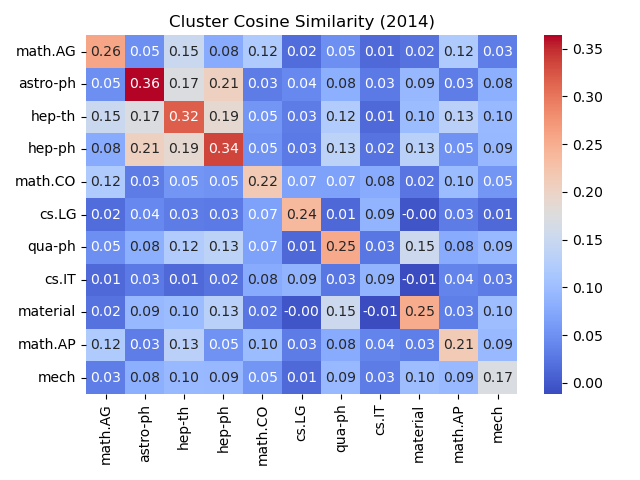 Cluster Cosine Similarity (2014)
math.AG 0.26 0.05 0.15 0.08 0.12 0.02 0.05 0.01 0.02 0.12 0.03
astro-ph 0.05 0.36 0.17 0.21 0.03 0.04 0.08 0.03 0.09 0.03 0.08
hep-th 0.15 0.17 0.32 0.19 0.05 0.03 0.12 0.01 0.10 0.13 0.10
hep-ph 0.08 0.21 0.19 0.34 0.05 0.03 0.13 0.02 0.13 0.05 0.09
math.CO 0.12 0.03 0.05 0.05 0.22 0.07 0.07 0.08 0.02 0.10 0.05
cs.LG 0.02 0.04 0.03 0.03 0.07 0.24 0.01 0.09 -0.00 0.03 0.01
qua-ph 0.05 0.08 0.12 0.13 0.07 0.01 0.25 0.03 0.15 0.08 0.09
cs.IT 0.01 0.03 0.01 0.02 0.08 0.09 0.03 0.09 -0.01 0.04 0.03
material 0.02 0.09 0.10 0.13 0.02 -0.00 0.15 -0.01 0.25 0.03 0.10
math.AP 0.12 0.03 0.13 0.05 0.10 0.03 0.08 0.04 0.03 0.21 0.09
mech 0.03 0.08 0.10 0.09 0.05 0.01 0.09 0.03 0.10 0.09 0.17
math.AG astro-ph hep-th hep-ph math.CO cs.LG qua-ph cs.IT material math.AP mech
0.35
0.30
0.25
0.20
0.15
0.10
0.05
0.00